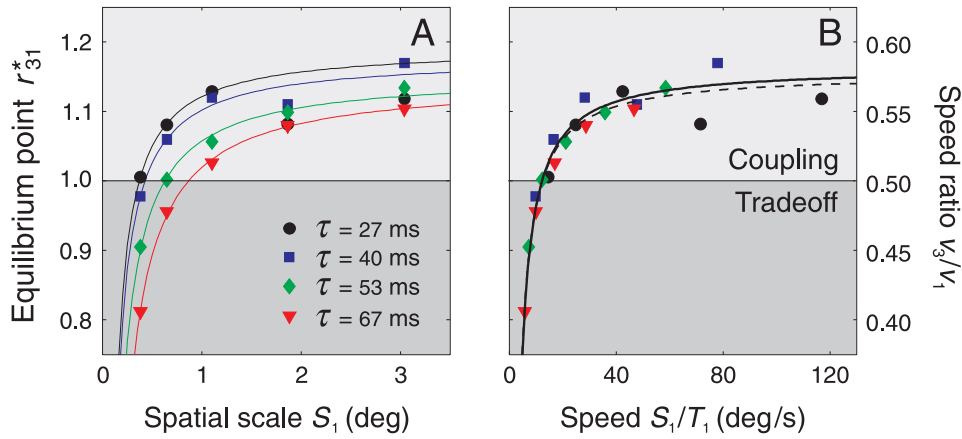 A
Equilibrium point r*31
1.2
1.1
1.0
0.9
0.8
τ = 27 ms
τ = 40 ms
τ = 53 ms
τ = 67 ms
0 1 2 3
Spatial scale S1 (deg)
B
Coupling
Tradeoff
0.60
0.55
0.50
0.45
0.40
Speed ratio v3/v1
0 40 80 120
Speed S1/T1 (deg/s)